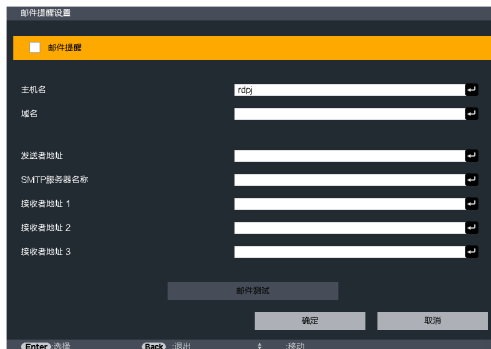 邮件提醒设置
邮件提醒
主机名 rdpj
域名
发送者地址
SMTP服务器名称
接收者地址 1
接收者地址 2
接收者地址 3
邮件测试
确定 取消
Enter :选择 Back :退出 :移动